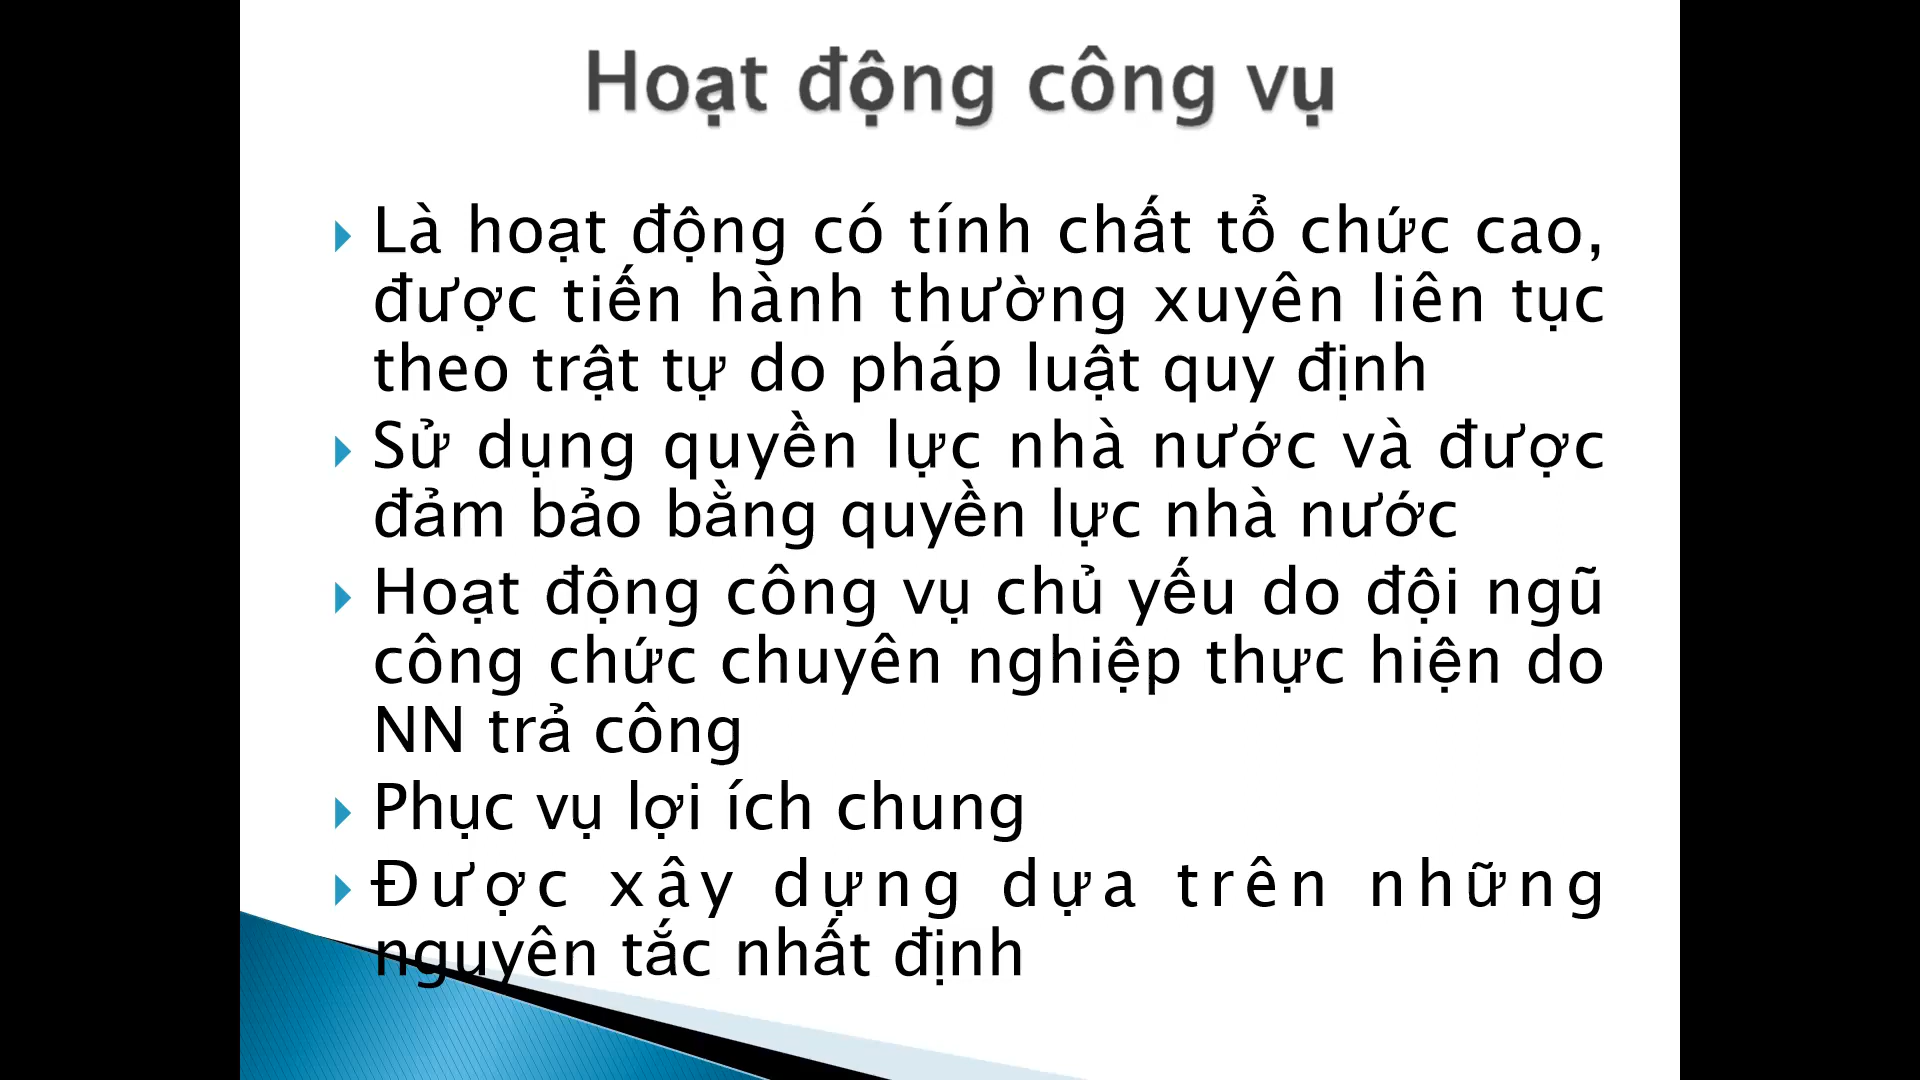 Hoạt động công vụ
Là hoạt động có tính chất tổ chức cao,
được tiến hành thường xuyên liên tục
theo trật tự do pháp luật quy định
Sử dụng quyền lực nhà nước và được
đảm bảo bằng quyền lực nhà nước
Hoạt động công vụ chủ yếu do đội ngũ
công chức chuyên nghiệp thực hiện do
NN trả công
Phục vụ lợi ích chung
Được xây dựng dựa trên những
nguyên tắc nhất định